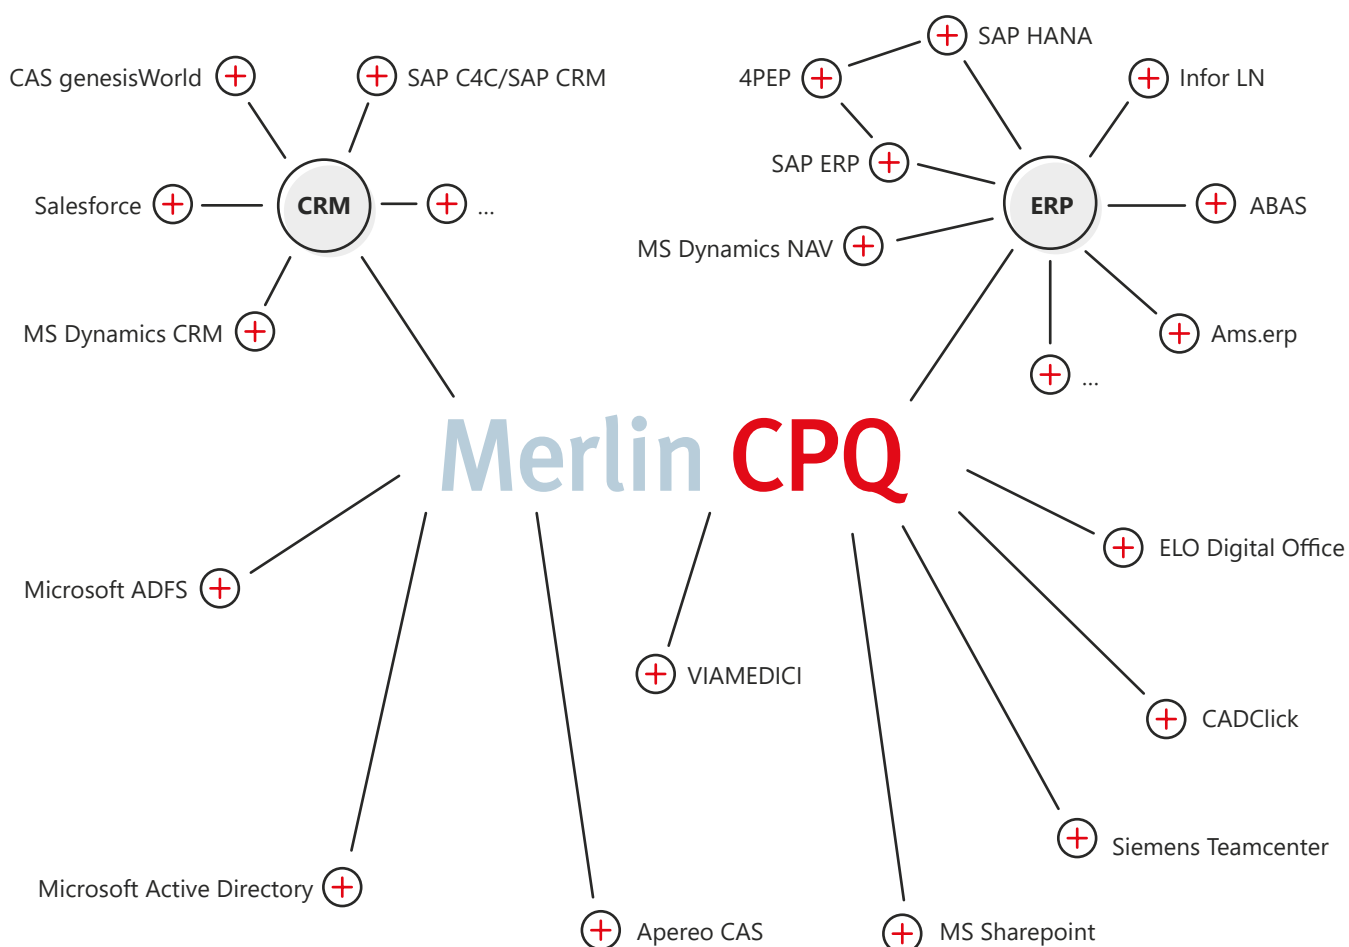 SAP HANA
CAS genesisWorld
SAP C4C/SAP CRM
4PEP
Infor LN
SAP ERP
Salesforce
CRM
...
ERP
ABAS
MS Dynamics NAV
MS Dynamics CRM
Ams.erp
...
Merlin CPQ
ELO Digital Office
Microsoft ADFS
VIAMEDICI
CADClick
Siemens Teamcenter
Microsoft Active Directory
Apereo CAS
MS Sharepoint